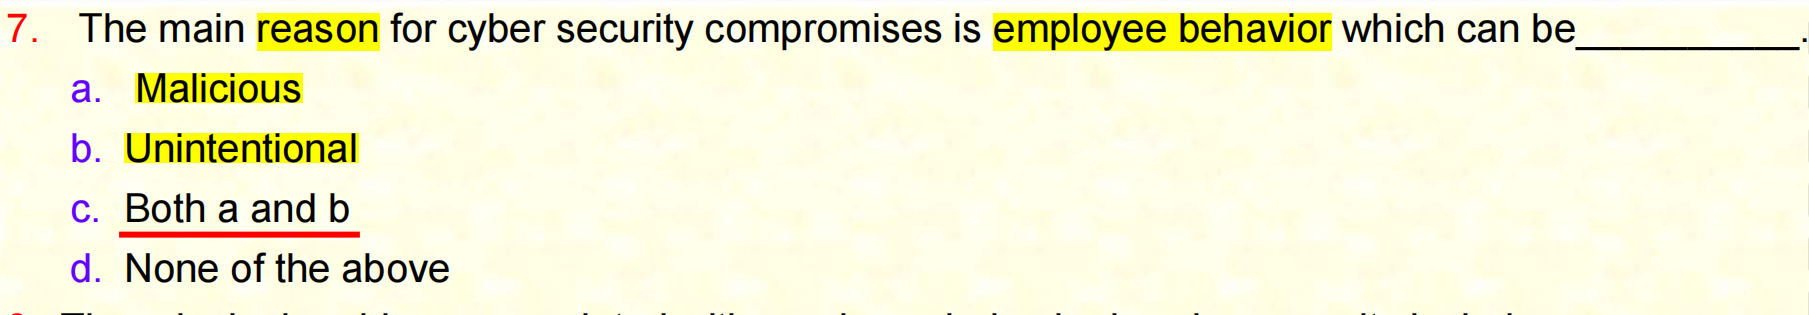 7. The main reason for cyber security compromises is employee behavior which can be__________.
a. Malicious
b. Unintentional
c. Both a and b
d. None of the above